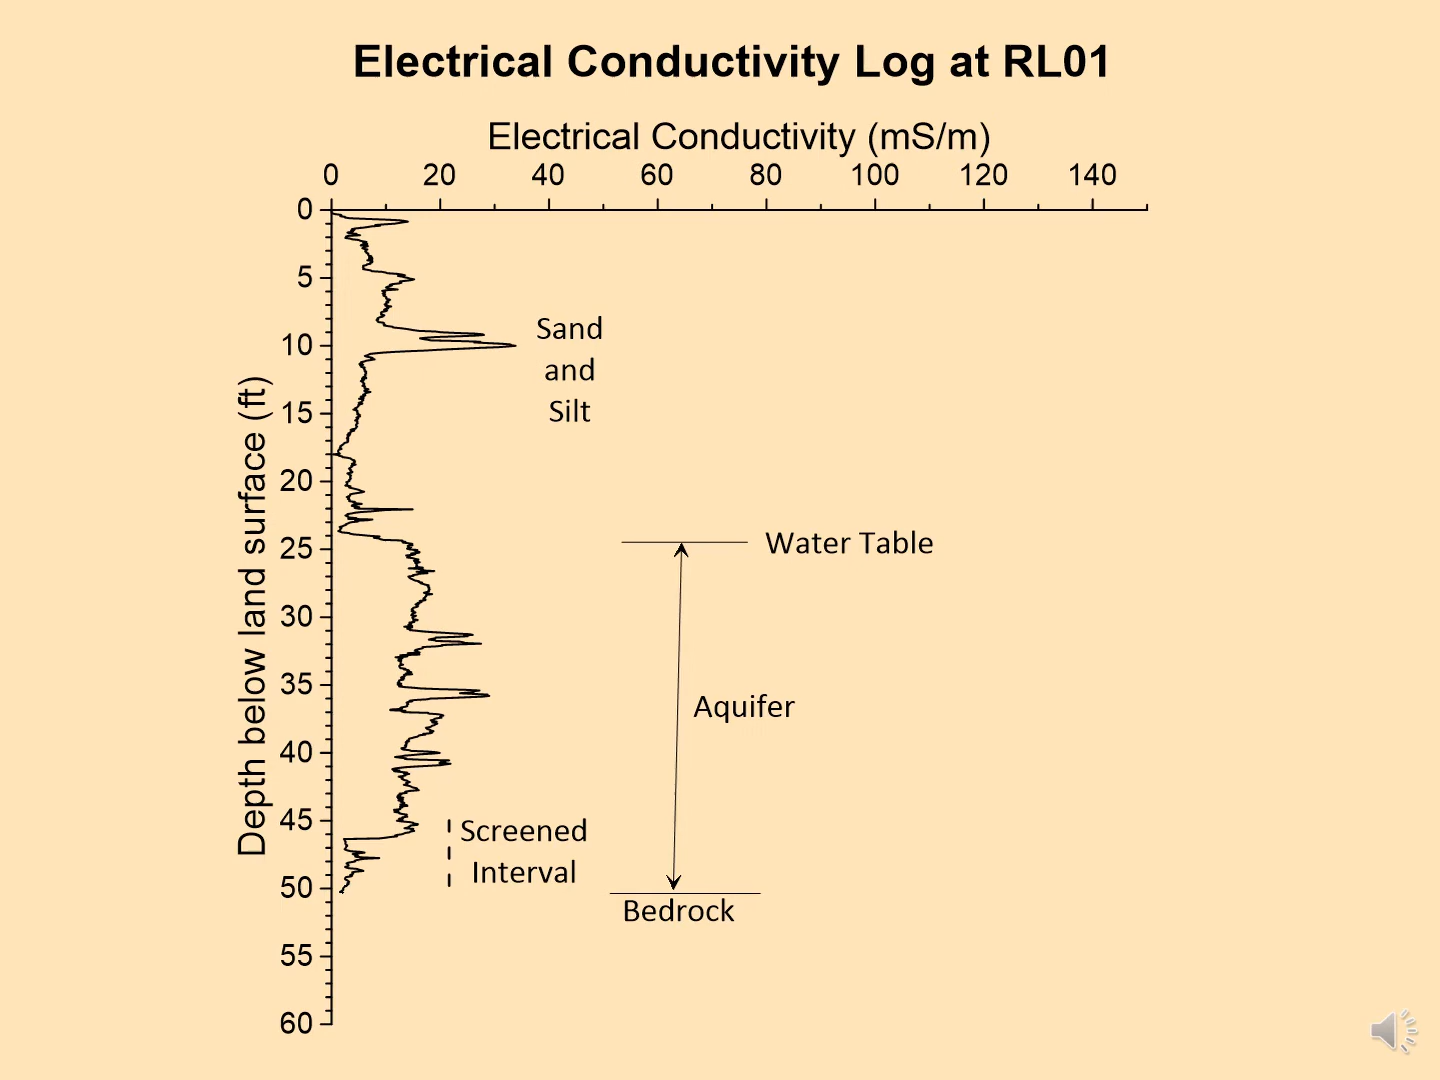 Electrical Conductivity Log at RL01
Electrical Conductivity (mS/m)
0 20 40 60 80 100 120 140
0
5
10
15
20
25
30
35
40
45
50
55
60
Depth below land surface (ft)
Sand
and
Silt
Water Table
Aquifer
Screened
Interval
Bedrock